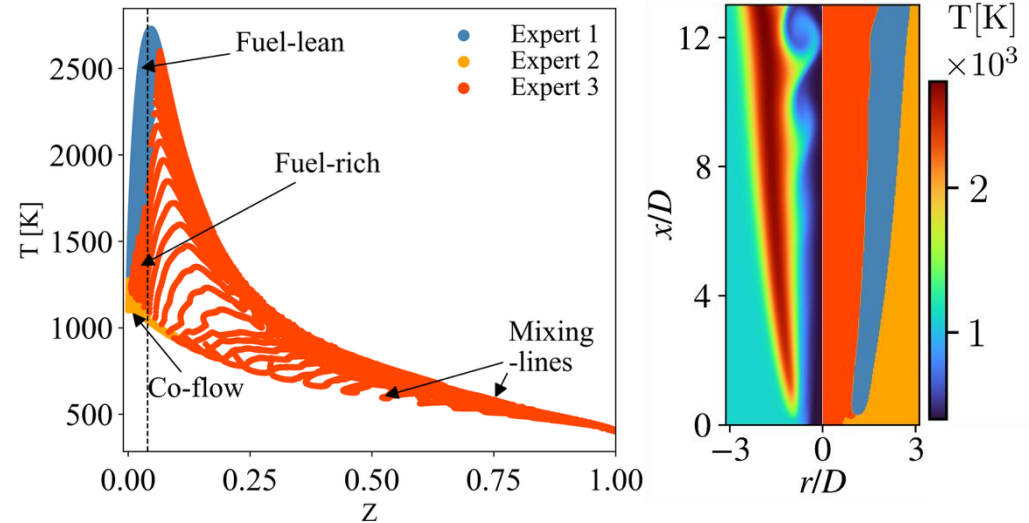 Fuel-lean
Expert 1
Expert 2
Expert 3
Fuel-rich
Mixing
-lines
Co-flow
T [K]
2500
2000
1500
1000
500
0.00
0.25
0.50
0.75
1.00
Z
12
8
4
0
x/D
−3
0
3
r/D
T[K]
×10³
2
1